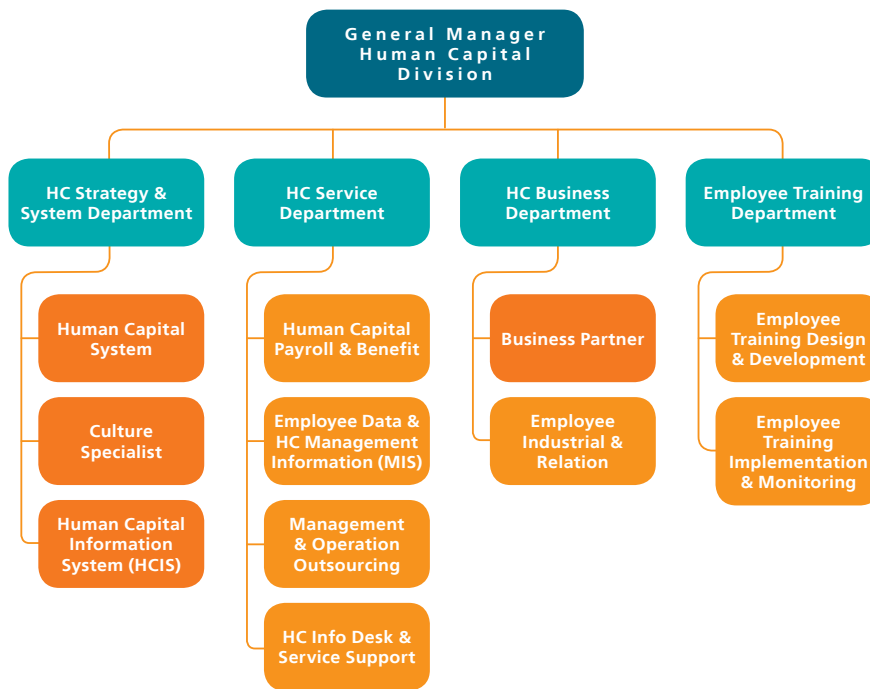 General Manager
Human Capital
Division
HC Strategy &
System Department
HC Service
Department
HC Business
Department
Employee Training
Department
Human Capital
System
Culture
Specialist
Human Capital
Information
System (HCIS)
Human Capital
Payroll & Benefit
Employee Data &
HC Management
Information (MIS)
Management
& Operation
Outsourcing
HC Info Desk &
Service Support
Business Partner
Employee
Industrial &
Relation
Employee
Training Design
& Development
Employee
Training
Implementation
& Monitoring